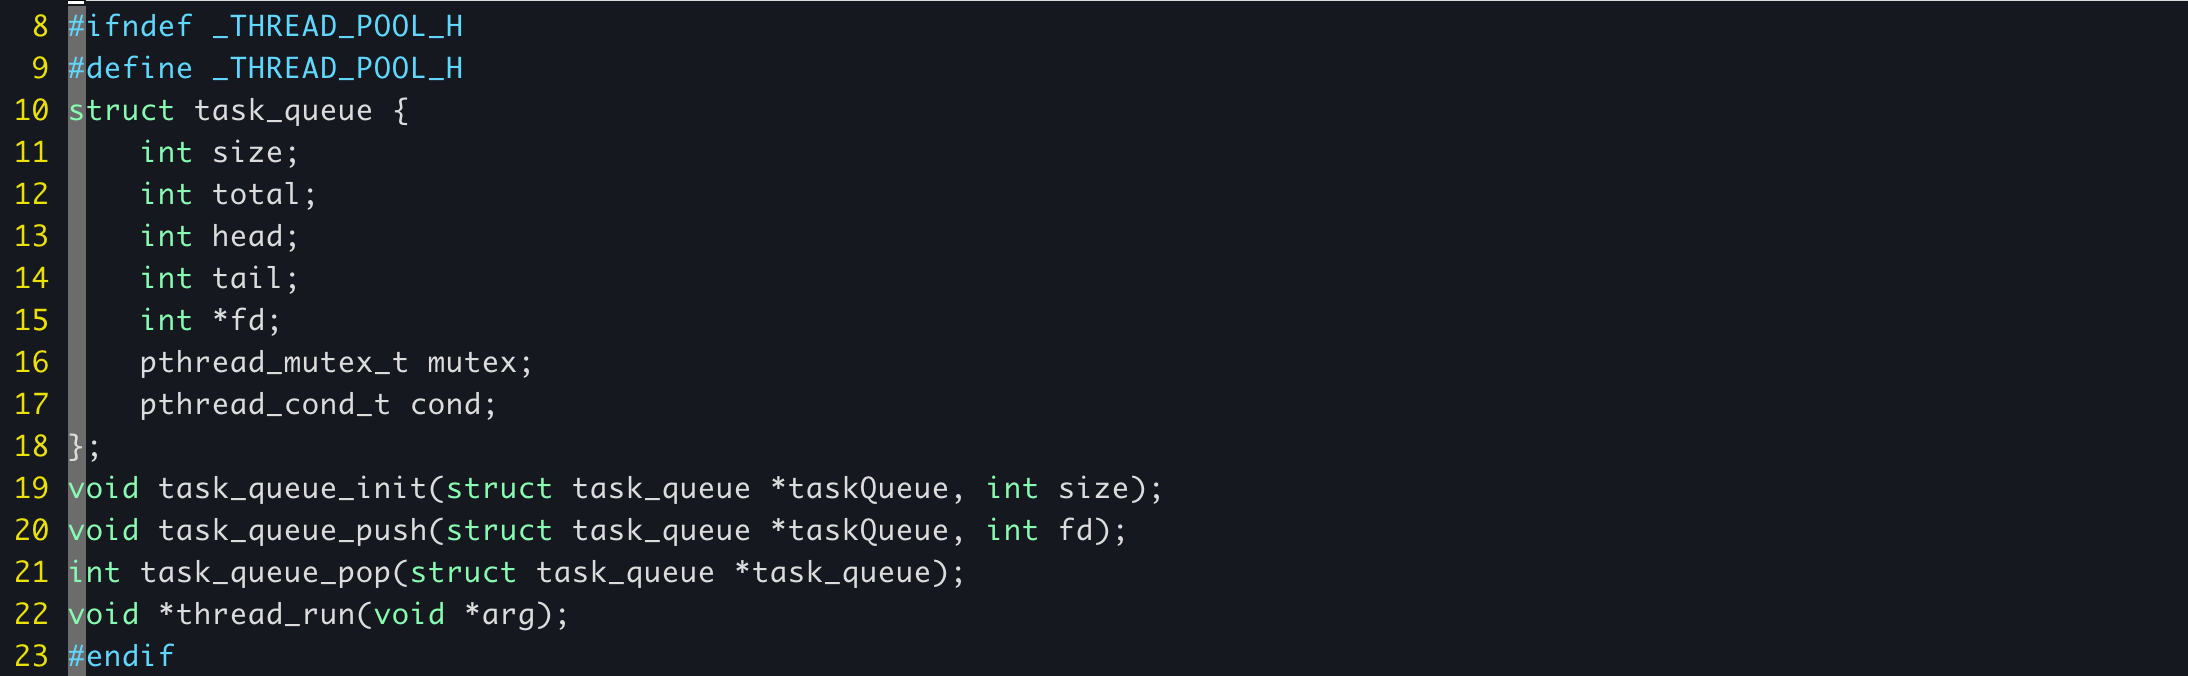 8 #ifndef _THREAD_POOL_H
9 #define _THREAD_POOL_H
10 struct task_queue {
11     int size;
12     int total;
13     int head;
14     int tail;
15     int *fd;
16     pthread_mutex_t mutex;
17     pthread_cond_t cond;
18 };
19 void task_queue_init(struct task_queue *taskQueue, int size);
20 void task_queue_push(struct task_queue *taskQueue, int fd);
21 int task_queue_pop(struct task_queue *task_queue);
22 void *thread_run(void *arg);
23 #endif